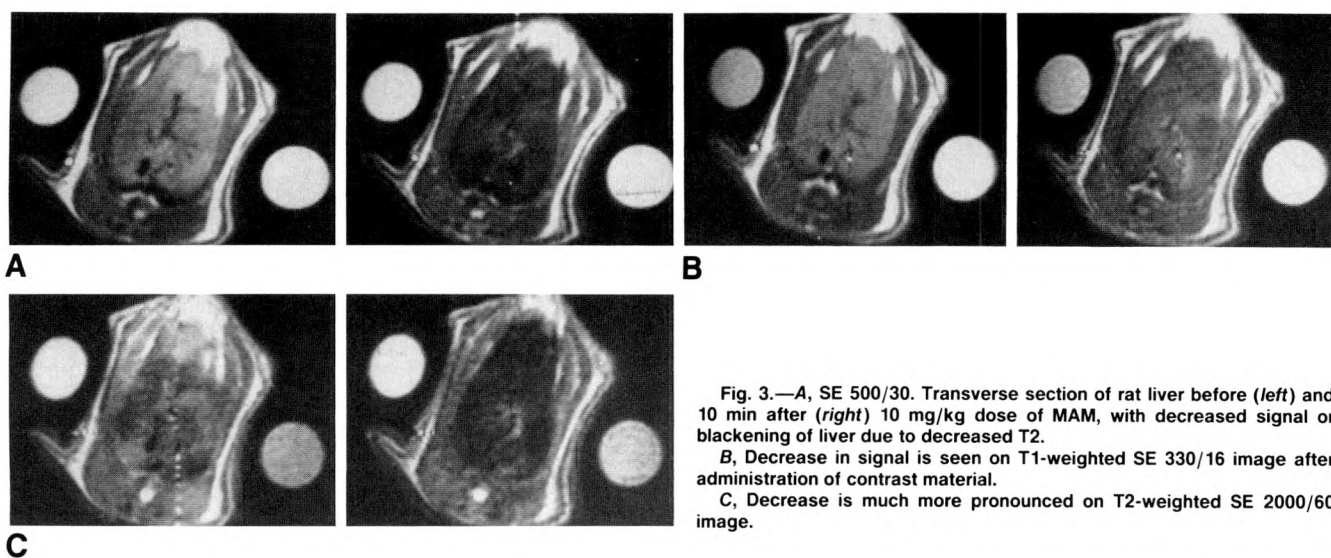 A
B
C
Fig. 3.—A, SE 500/30. Transverse section of rat liver before (left) and
10 min after (right) 10 mg/kg dose of MAM, with decreased signal or
blackening of liver due to decreased T2.
B, Decrease in signal is seen on T1-weighted SE 330/16 image after
administration of contrast material.
C, Decrease is much more pronounced on T2-weighted SE 2000/60
image.